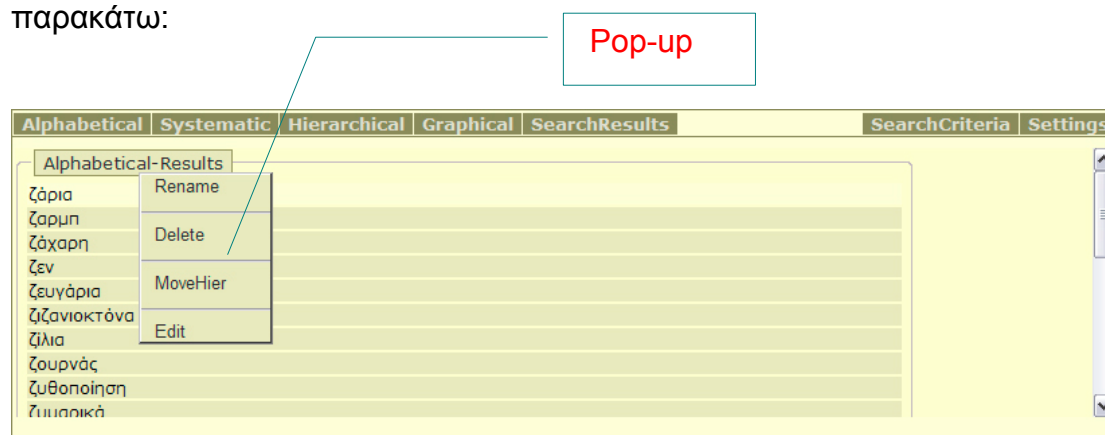 παρακάτω:
Pop-up
Alphabetical Systematic Hierarchical Graphical SearchResults SearchCriteria Settings
Alphabetical-Results
ζάρια
Rename
ζαρμπ
ζάχαρη
Delete
ζεν
ζευγάρια
MoveHier
ζιζανιοκτόνα
ζίλια
Edit
ζουρνάς
ζυθοποίηση
ζυμαρικά